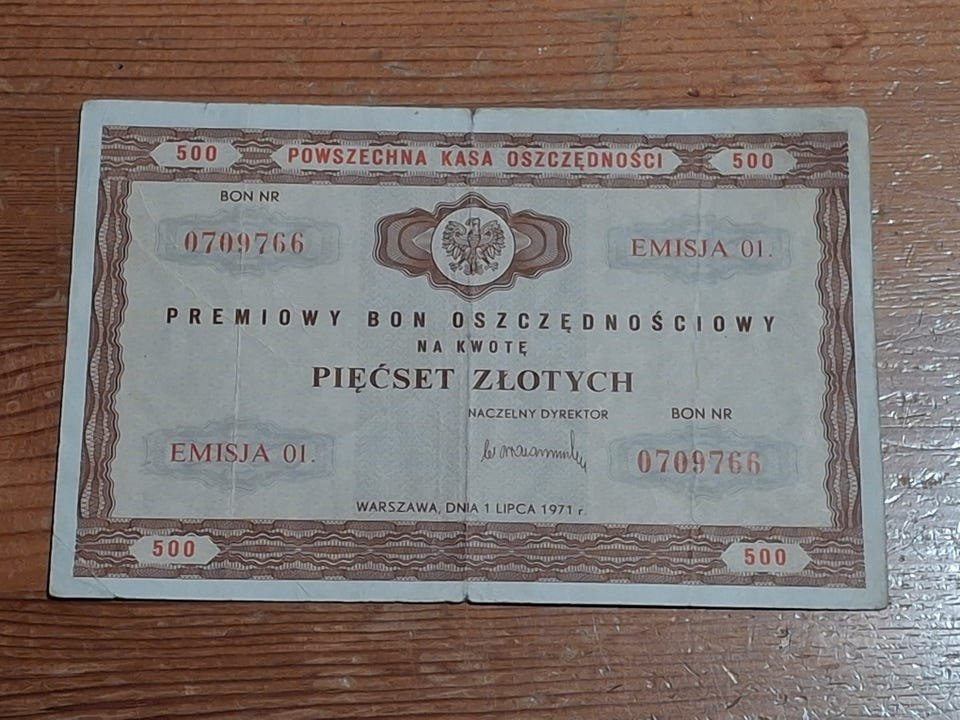 500 POWSZECHNA KASA OSZCZĘDNOŚCI 500
BON NR
0709766
EMISJA 01.
PREMIOWY BON OSZCZĘDNOŚCIOWY
NA KWOTĘ
PIĘĆSET ZŁOTYCH
NACZELNY DYREKTOR
BON NR
EMISJA 01.
0709766
WARSZAWA, DNIA 1 LIPCA 1971 r.
500
500